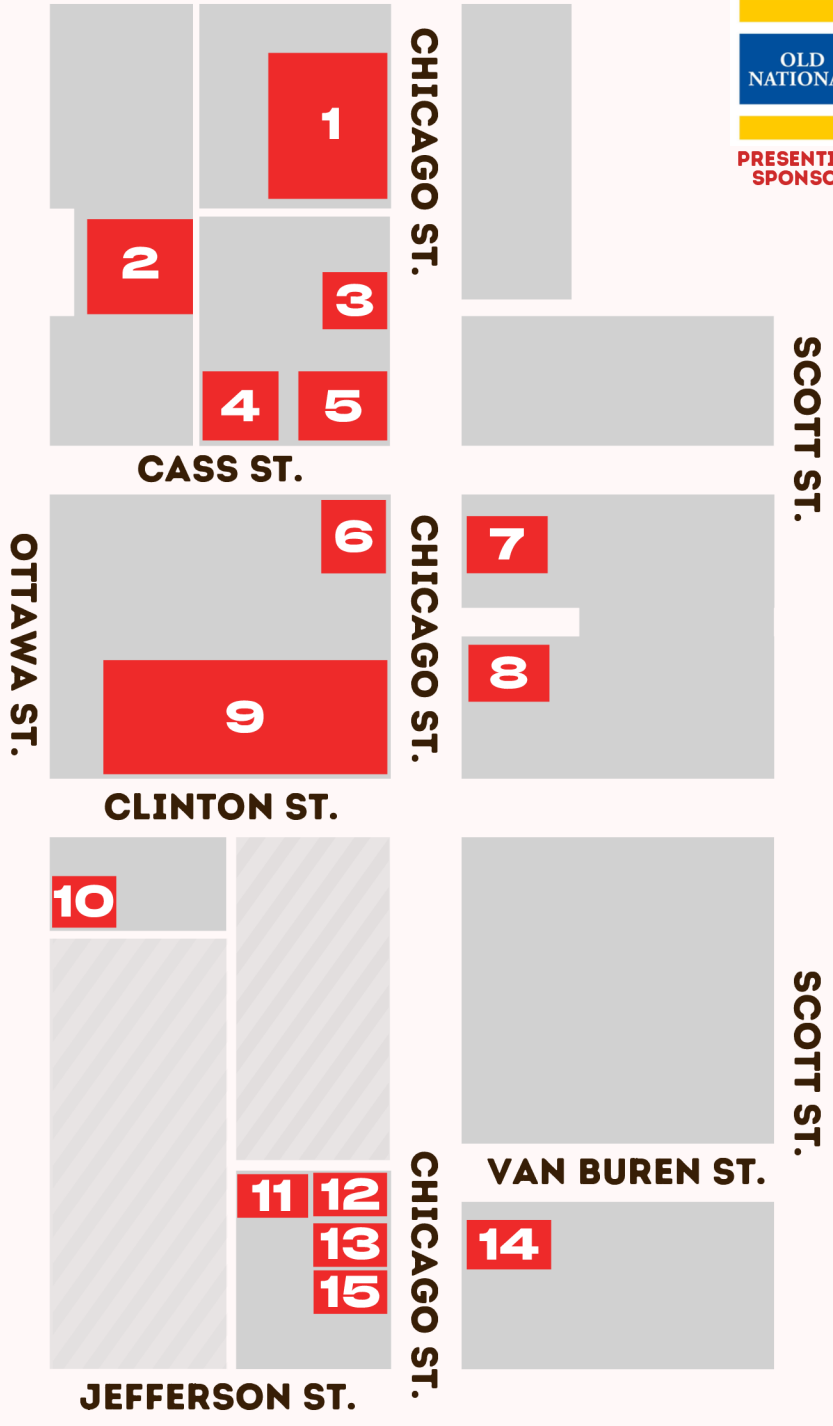 CHICAGO ST.
OLD
NATIONA
PRESENTI
SPONSO
1
2
3
4
5
SCOTT ST.
CASS ST.
OTTAWA ST.
6
CHICAGO ST.
7
8
9
CLINTON ST.
10
SCOTT ST.
CHICAGO ST.
VAN BUREN ST.
11
12
13
14
15
JEFFERSON ST.